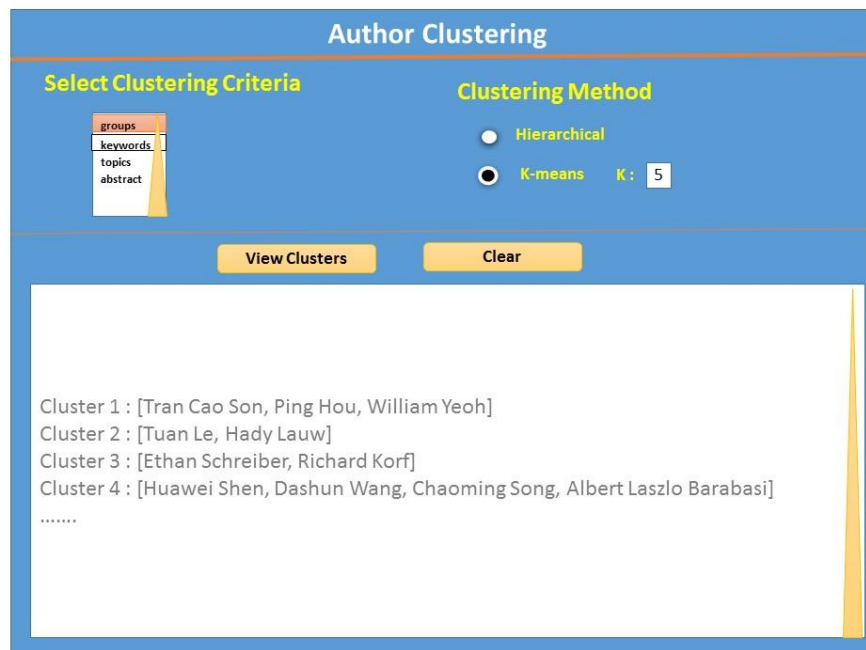 Author Clustering
Select Clustering Criteria
groups
keywords
topics
abstract
Clustering Method
Hierarchical
K-means K : 5
View Clusters Clear
Cluster 1 : [Tran Cao Son, Ping Hou, William Yeoh]
Cluster 2 : [Tuan Le, Hady Lauw]
Cluster 3 : [Ethan Schreiber, Richard Korf]
Cluster 4 : [Huawei Shen, Dashun Wang, Chaoming Song, Albert Laszlo Barabasi]
.......